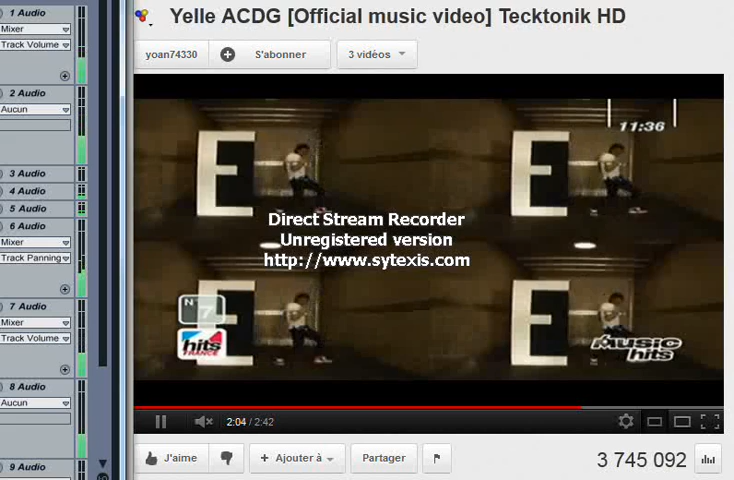 1 Audio
Mixer
Track Volume
2 Audio
Aucun
3 Audio
4 Audio
5 Audio
6 Audio
Mixer
Track Panning
7 Audio
Mixer
Track Volume
8 Audio
Aucun
9 Audio
Yelle ACDG [Official music video] Tecktonik HD
yoan74330
S'abonner
3 vidéos
11:36
E
E
Direct Stream Recorder
Unregistered version
http://www.sytexis.com
E
E
N
7
hits
FRANCE
MUSIC
hits
2:04 / 2:42
J'aime
Ajouter à
Partager
3 745 092